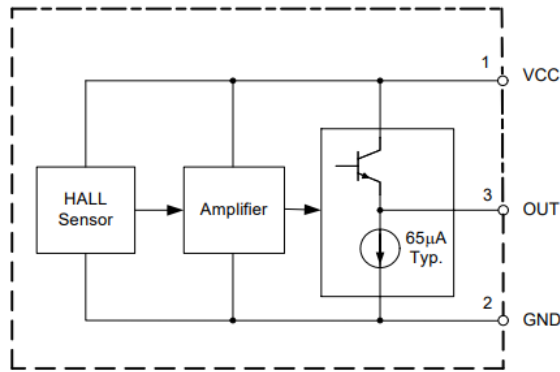 1
VCC
HALL
Sensor
Amplifier
3
OUT
65μA
Typ.
2
GND